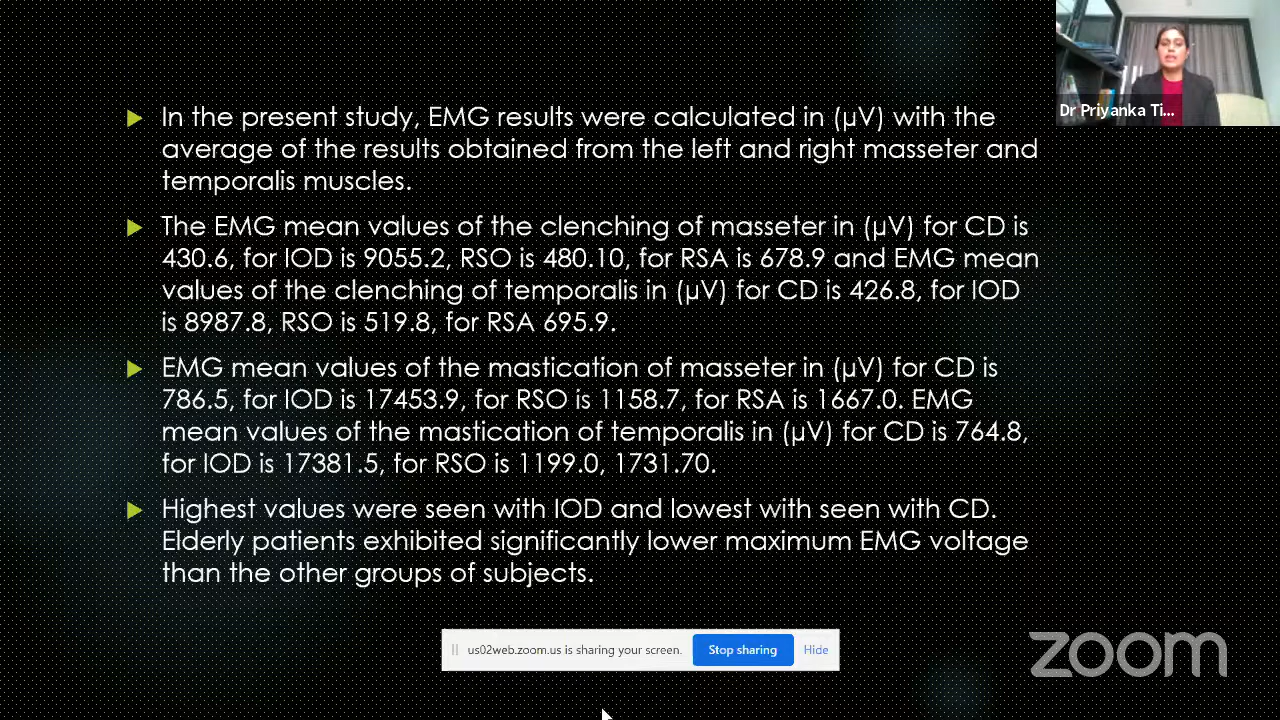 Dr Priyanka Ti...
In the present study, EMG results were calculated in (µV) with the
average of the results obtained from the left and right masseter and
temporalis muscles.
The EMG mean values of the clenching of masseter in (µV) for CD is
430.6, for IOD is 9055.2, RSO is 480.10, for RSA is 678.9 and EMG mean
values of the clenching of temporalis in (µV) for CD is 426.8, for IOD
is 8987.8, RSO is 519.8, for RSA 695.9.
EMG mean values of the mastication of masseter in (µV) for CD is
786.5, for IOD is 17453.9, for RSO is 1158.7, for RSA is 1667.0. EMG
mean values of the mastication of temporalis in (µV) for CD is 764.8,
for IOD is 17381.5, for RSO is 1199.0, 1731.70.
Highest values were seen with IOD and lowest with seen with CD.
Elderly patients exhibited significantly lower maximum EMG voltage
than the other groups of subjects.
us02web.zoom.us is sharing your screen. Stop sharing Hide
zoom